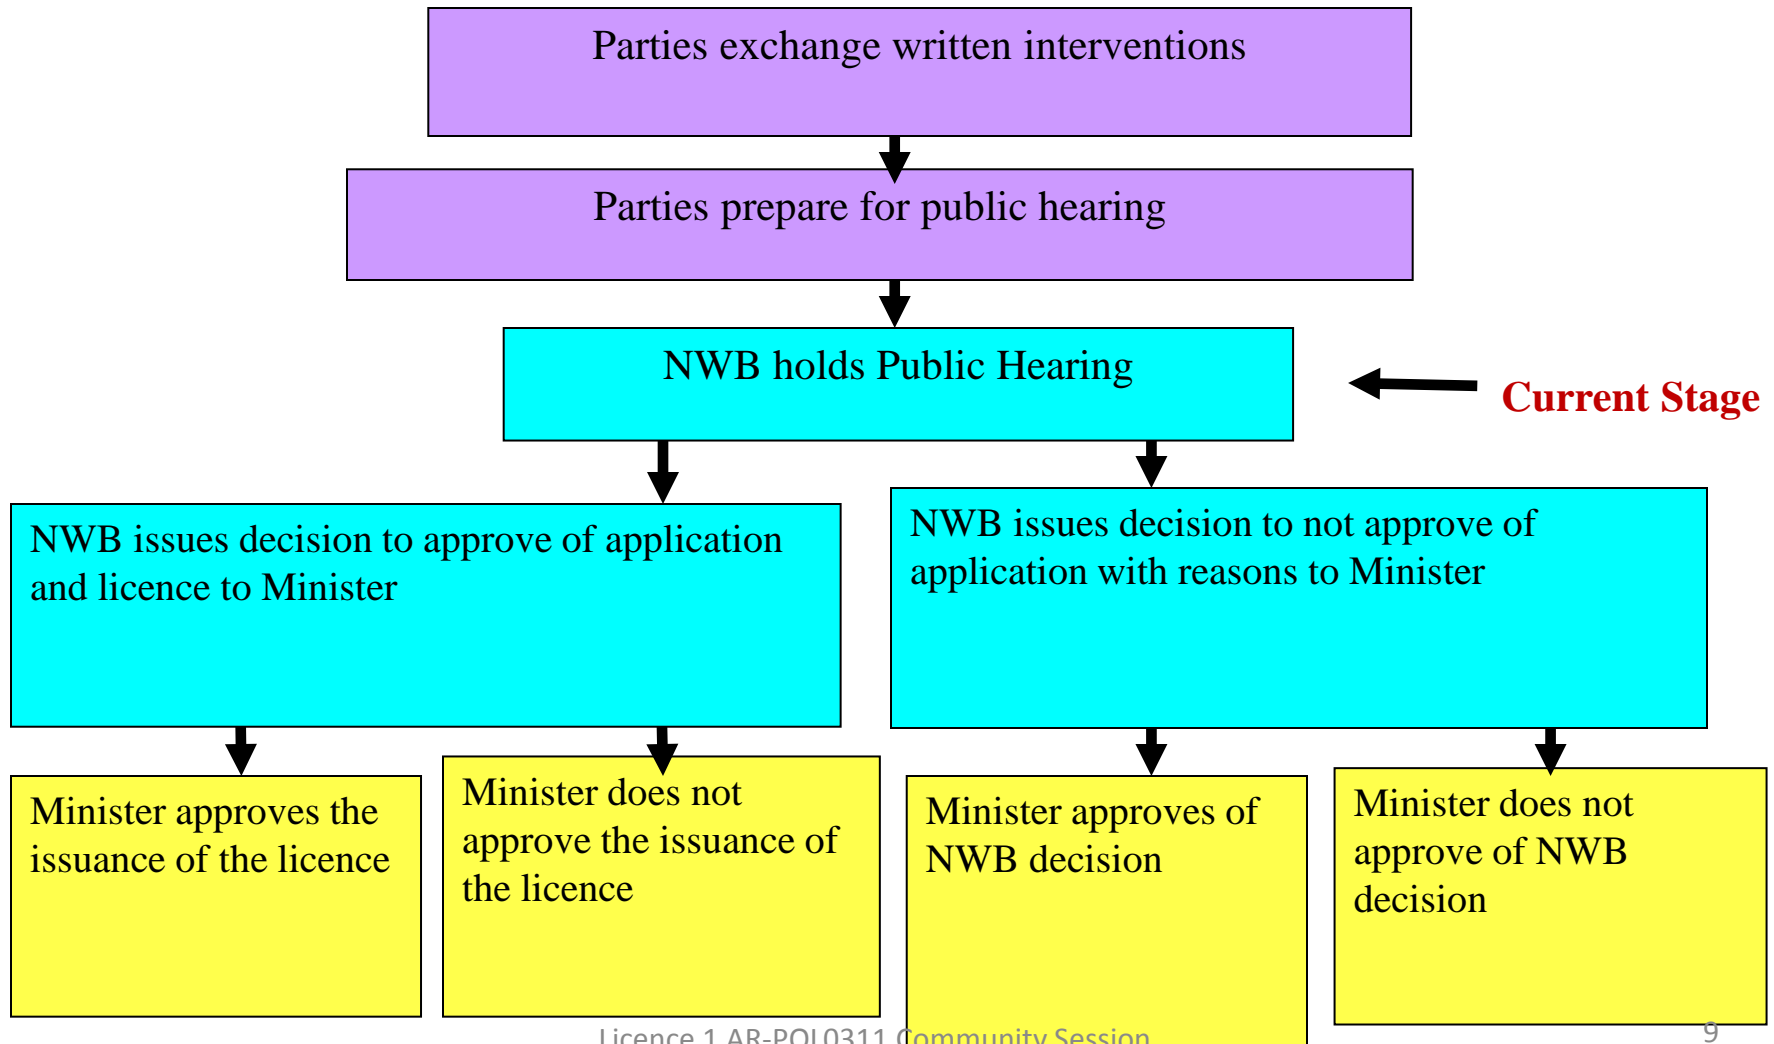 Parties exchange written interventions
Parties prepare for public hearing
NWB holds Public Hearing
Current Stage
NWB issues decision to approve of application
and licence to Minister
NWB issues decision to not approve of
application with reasons to Minister
Minister approves the
issuance of the licence
Minister does not
approve the issuance of
the licence
Minister approves of
NWB decision
Minister does not
approve of NWB
decision
Licence 1 AR-POL0311 Community Session
9